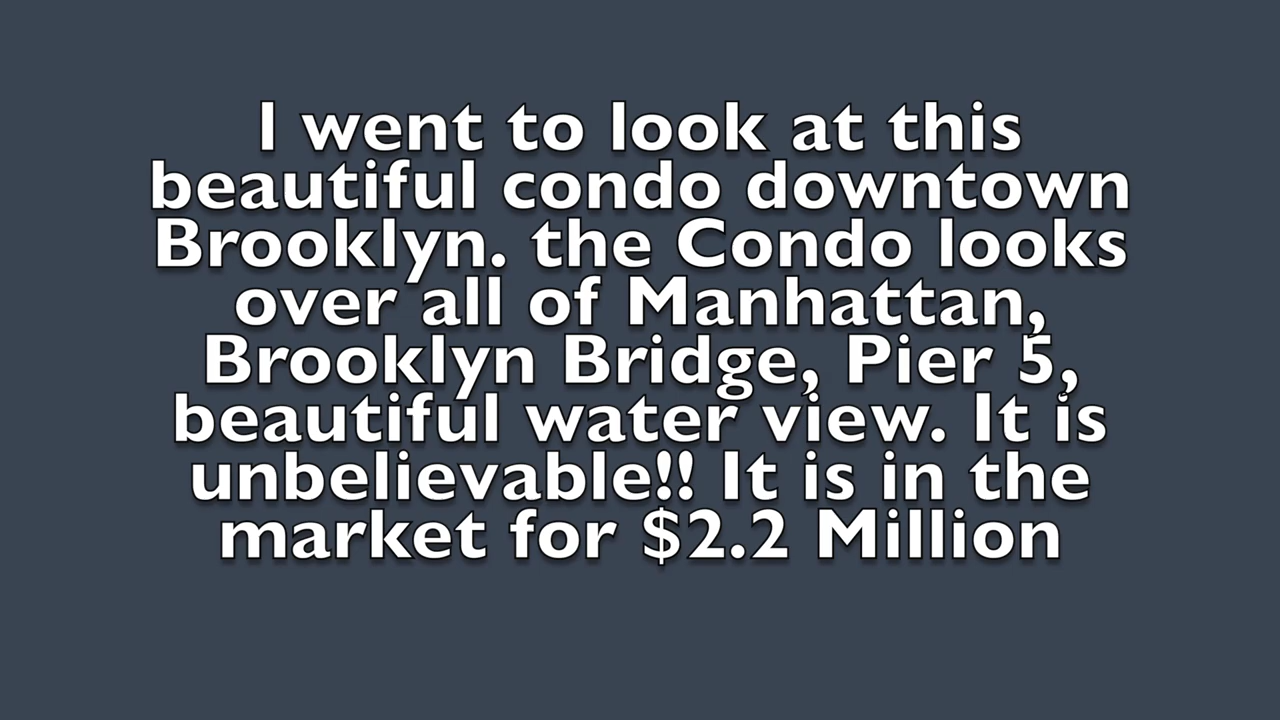 I went to look at this
beautiful condo downtown
Brooklyn. the Condo looks
over all of Manhattan,
Brooklyn Bridge, Pier 5,
beautiful water view. It is
unbelievable!! It is in the
market for $2.2 Million